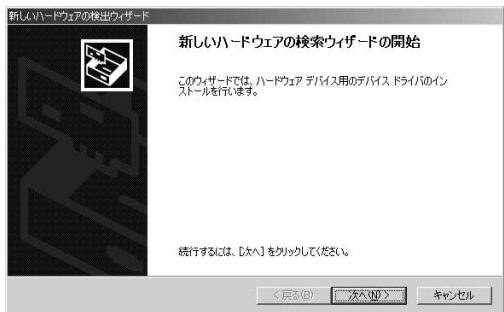 新しいハードウェアの検出ウィザード
新しいハードウェアの検索ウィザードの開始
このウィザードでは、ハードウェア デバイス用のデバイス ドライバのイン
ストールを行います。
続行するには、[次へ] をクリックしてください。
< 戻る(B)
次へ(N) >
キャンセル